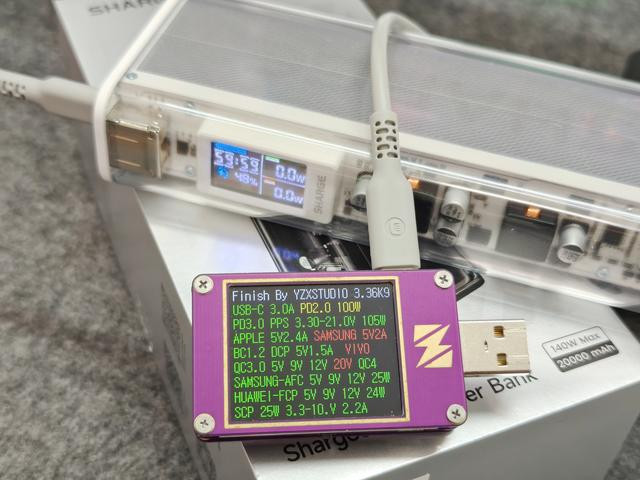 SHARGE
59:59
48%
0.0w
0.0w
SHARGE
Finish By YZXSTUDIO 3.36K9
USB-C 3.0A PD2.0 100W
PD3.0 PPS 3.30-21.0V 105W
APPLE 5V2.4A SAMSUNG 5V2A
BC1.2 DCP 5V1.5A VIVO
QC3.0 5V 9V 12V 20V QC4
SAMSUNG-AFC 5V 9V 12V 25W
HUAWEI-FCP 5V 9V 12V 24W
SCP 25W 3.3-10.V 2.2A
140W Max
20000 mAh
Bank